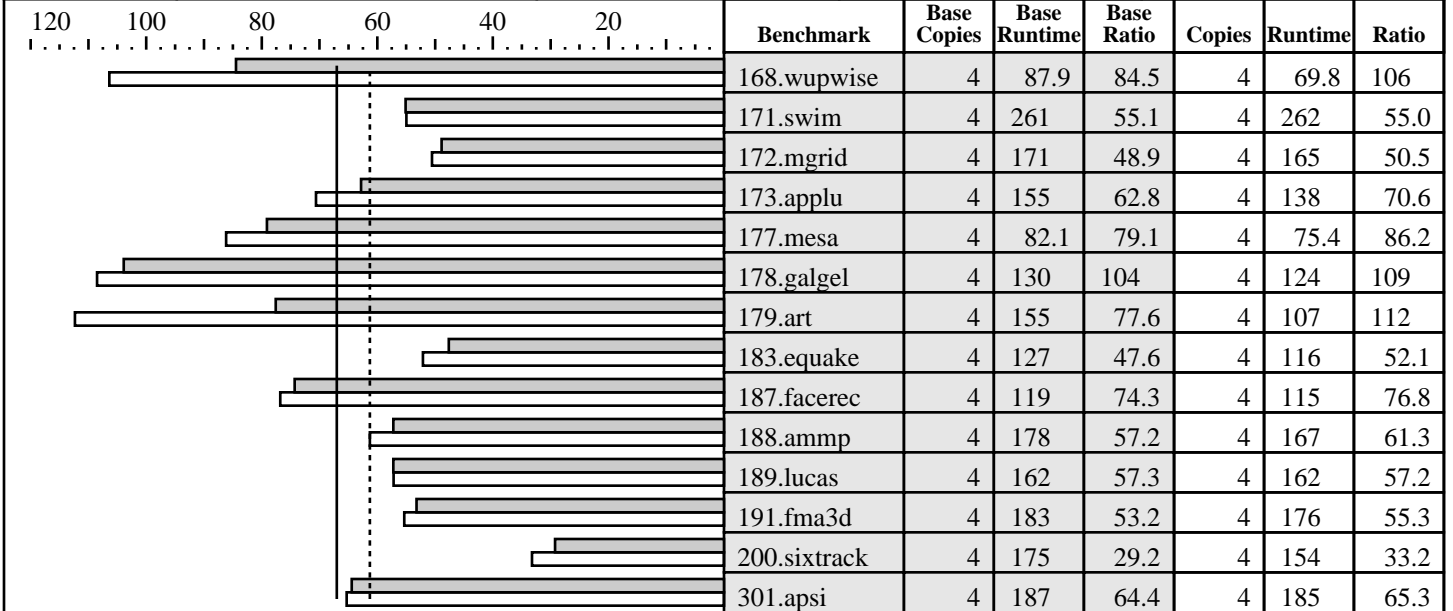 120 100 80 60 40 20
Benchmark Base Copies Base Runtime Base Ratio Copies Runtime Ratio
168.wupwise 4 87.9 84.5 4 69.8 106
171.swim 4 261 55.1 4 262 55.0
172.mgrid 4 171 48.9 4 165 50.5
173.applu 4 155 62.8 4 138 70.6
177.mesa 4 82.1 79.1 4 75.4 86.2
178.galgel 4 130 104 4 124 109
179.art 4 155 77.6 4 107 112
183.equake 4 127 47.6 4 116 52.1
187.facerec 4 119 74.3 4 115 76.8
188.ammp 4 178 57.2 4 167 61.3
189.lucas 4 162 57.3 4 162 57.2
191.fma3d 4 183 53.2 4 176 55.3
200.sixtrack 4 175 29.2 4 154 33.2
301.apsi 4 187 64.4 4 185 65.3